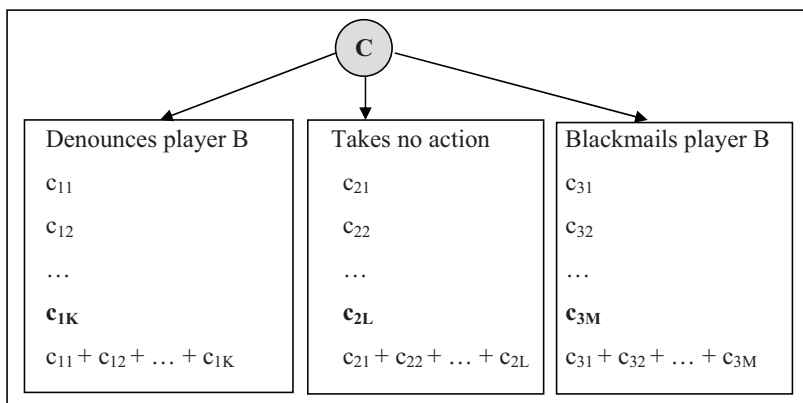 C
Denounces player B
c₁₁
c₁₂
…
c₁K
c₁₁ + c₁₂ + … + c₁K
Takes no action
c₂₁
c₂₂
…
c₂L
c₂₁ + c₂₂ + … + c₂L
Blackmails player B
c₃₁
c₃₂
…
c₃M
c₃₁ + c₃₂ + … + c₃M